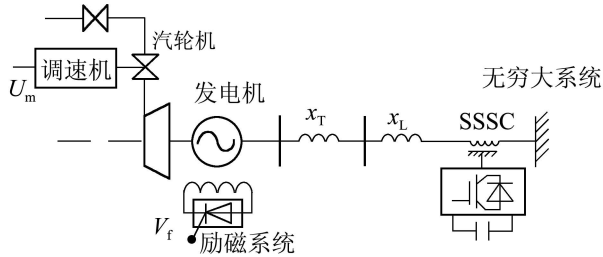 汽轮机
调速机
U_m
发电机
无穷大系统
x_T
x_L
SSSC
V_f
励磁系统